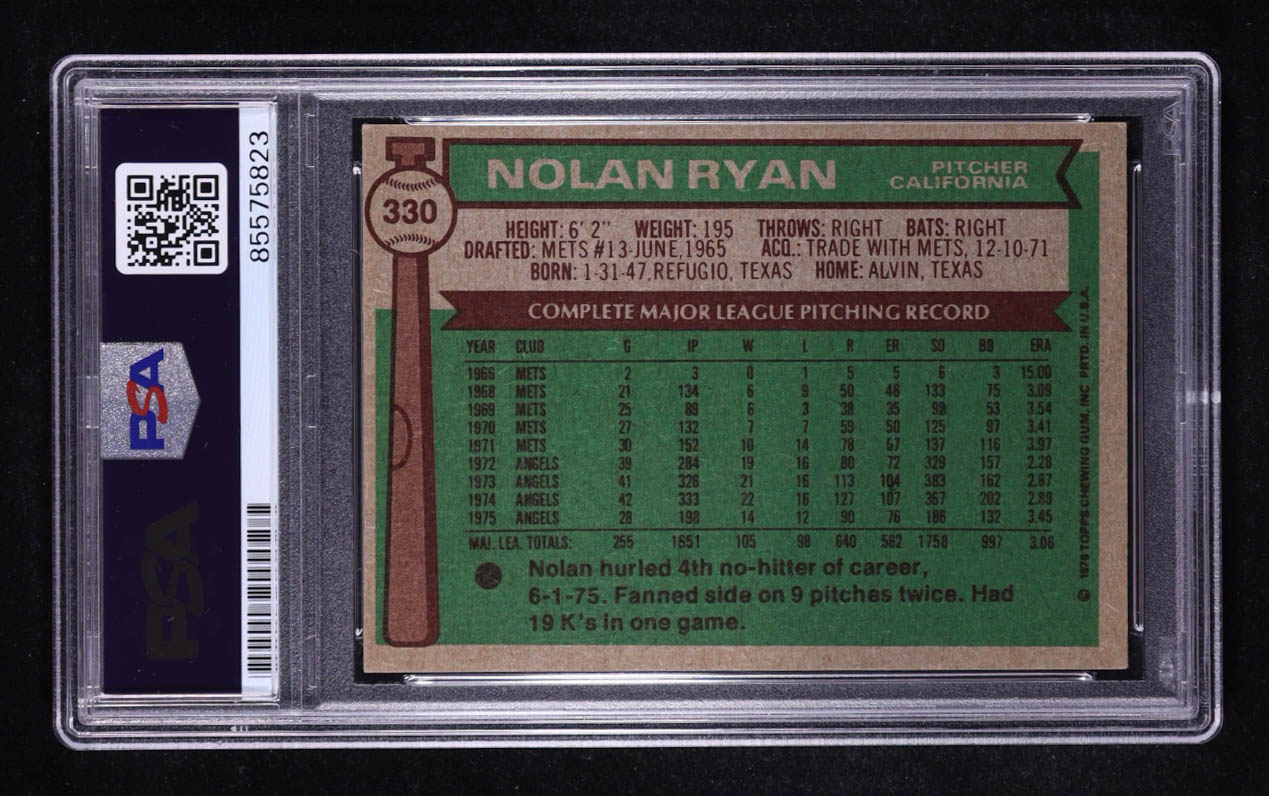 85575823
PSA
PSA
330
NOLAN RYAN
PITCHER
CALIFORNIA
HEIGHT: 6' 2" WEIGHT: 195 THROWS: RIGHT BATS: RIGHT
DRAFTED: METS #13-JUNE, 1965 ACQ.: TRADE WITH METS, 12-10-71
BORN: 1-31-47, REFUGIO, TEXAS HOME: ALVIN, TEXAS
COMPLETE MAJOR LEAGUE PITCHING RECORD
YEAR CLUB G IP W L R ER SO BB ERA
1966 METS 2 3 0 1 5 5 6 3 15.00
1968 METS 21 134 6 9 50 46 133 75 3.09
1969 METS 25 89 6 3 38 35 92 53 3.54
1970 METS 27 132 7 7 59 50 125 97 3.41
1971 METS 30 152 10 14 78 67 137 116 3.97
1972 ANGELS 39 284 19 16 80 72 329 157 2.28
1973 ANGELS 41 326 21 16 113 104 383 162 2.87
1974 ANGELS 42 333 22 16 127 107 367 202 2.89
1975 ANGELS 28 198 14 12 90 76 186 132 3.45
MAJ. LEA. TOTALS: 255 1651 105 98 640 562 1758 997 3.06
Nolan hurled 4th no-hitter of career,
6-1-75. Fanned side on 9 pitches twice. Had
19 K's in one game.
© 1976 TOPPS CHEWING GUM, INC PRTD. IN U.S.A.
PSA